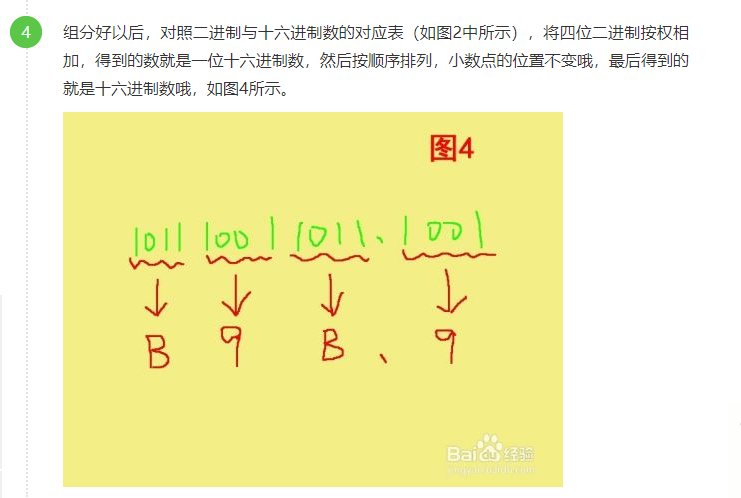 4
组分好以后，对照二进制与十六进制数的对应表（如图2中所示），将四位二进制按权相
加，得到的数就是一位十六进制数，然后按顺序排列，小数点的位置不变哦，最后得到的
就是十六进制数哦，如图4所示。
图4
1011 1001 1011、1001
B 9 B、9
Baidu经验
jingyan.baidu.com